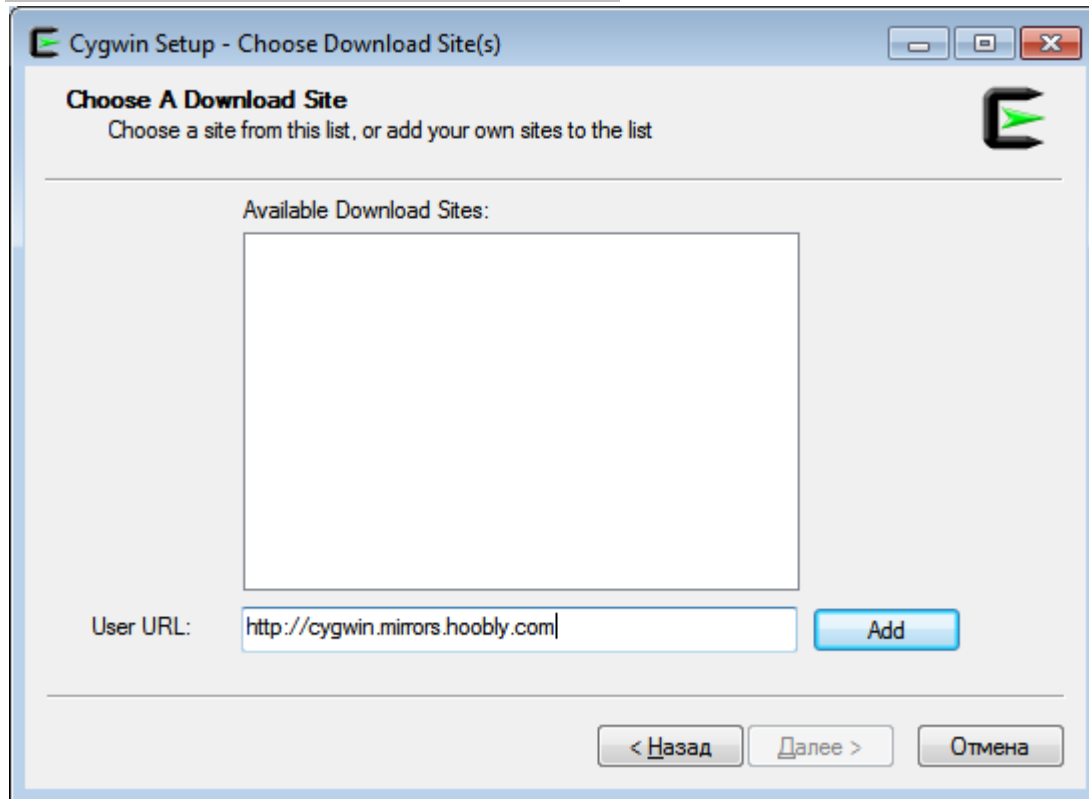 Cygwin Setup - Choose Download Site(s)
Choose A Download Site
Choose a site from this list, or add your own sites to the list
Available Download Sites:
User URL: http://cygwin.mirrors.hoobly.com Add
< Назад Далее > Отмена